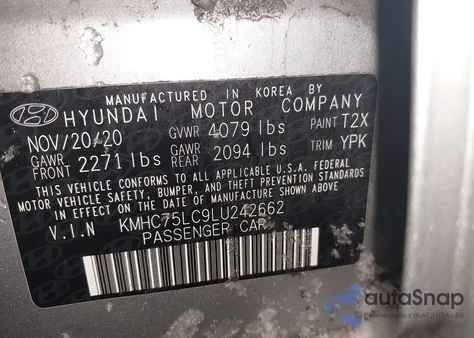 MANUFACTURED IN KOREA BY
HYUNDAI MOTOR COMPANY
NOV/20/20 GVWR 4079 lbs PAINT T2X
GAWR FRONT 2271 lbs GAWR REAR 2094 lbs TRIM YPK
THIS VEHICLE CONFORMS TO ALL APPLICABLE U.S.A. FEDERAL
MOTOR VEHICLE SAFETY, BUMPER, AND THEFT PREVENTION STANDARDS
IN EFFECT ON THE DATE OF MANUFACTURE SHOWN ABOVE.
V.I.N KMHC75LC9LU242662
PASSENGER CAR
autaSnap